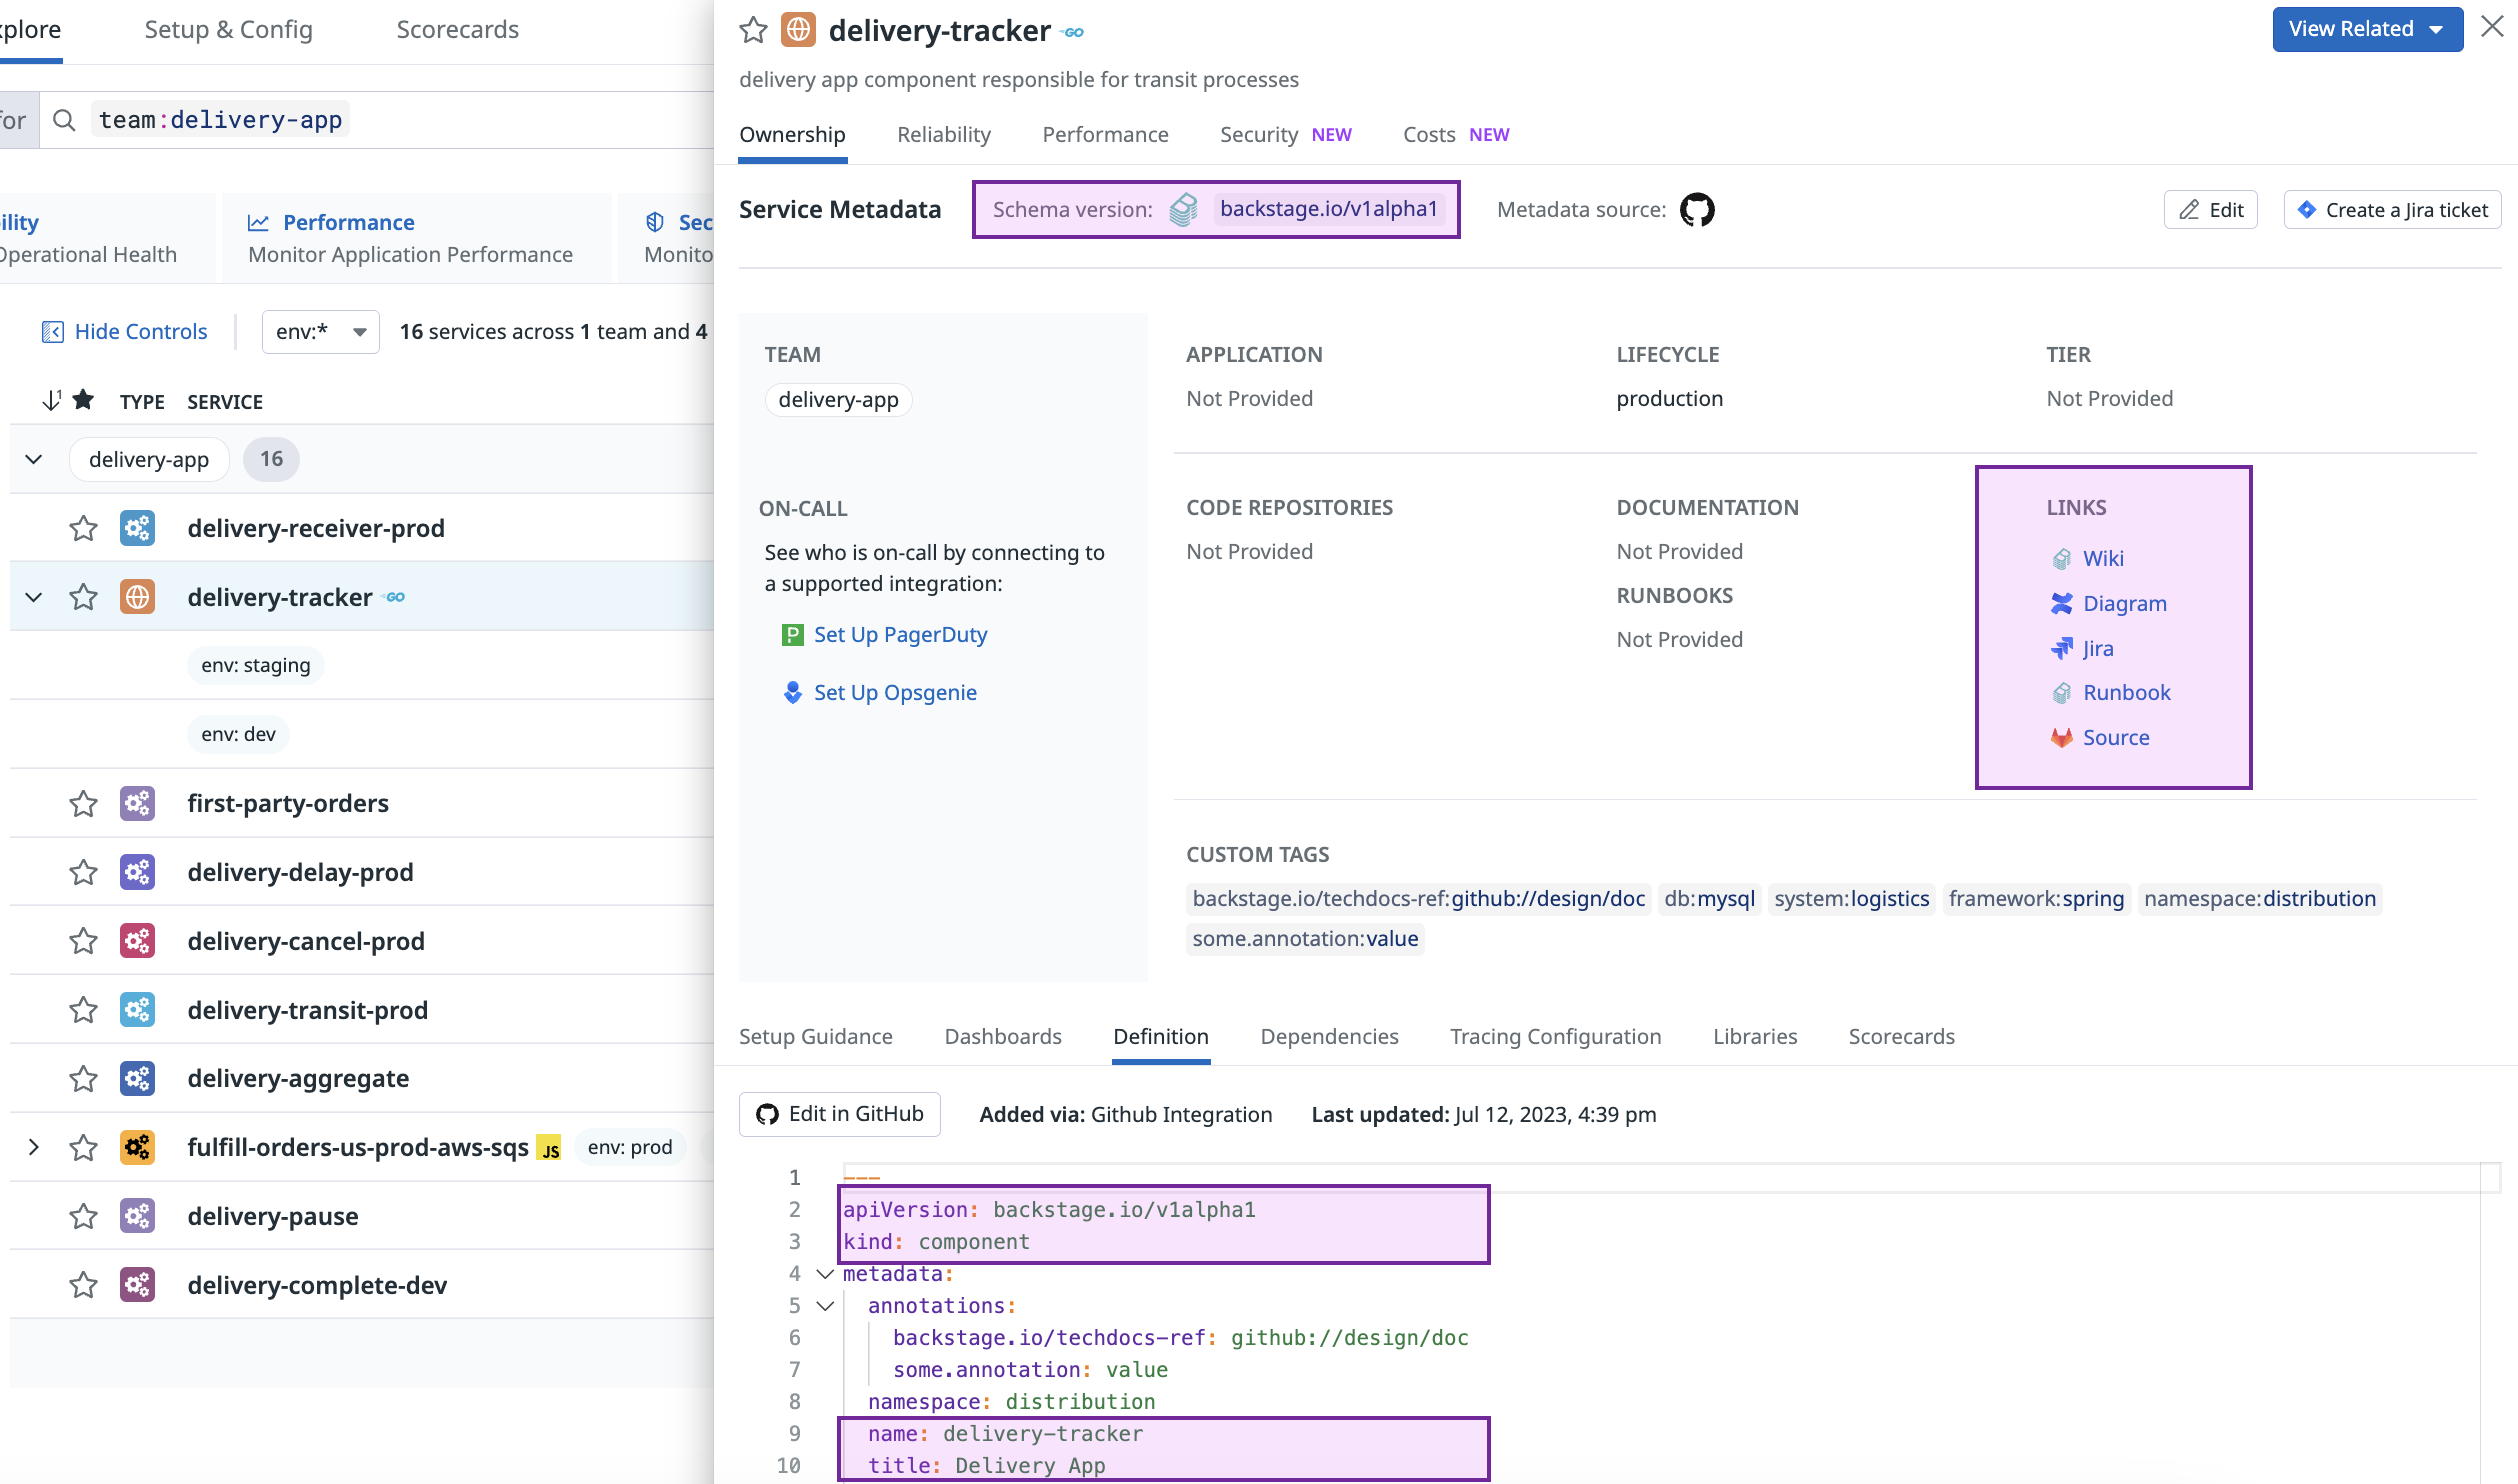 xplore Setup & Config Scorecards
for team:delivery-app
ility
Operational Health
Performance
Monitor Application Performance
Sec
Monito
Hide Controls env:* 16 services across 1 team and 4
1 TYPE SERVICE
delivery-app 16
delivery-receiver-prod
delivery-tracker GO
env: staging
env: dev
first-party-orders
delivery-delay-prod
delivery-cancel-prod
delivery-transit-prod
delivery-aggregate
fulfill-orders-us-prod-aws-sqs JS env: prod
delivery-pause
delivery-complete-dev
delivery-tracker GO View Related
delivery app component responsible for transit processes
Ownership Reliability Performance Security NEW Costs NEW
Service Metadata Schema version: backstage.io/v1alpha1 Metadata source: Edit Create a Jira ticket
TEAM
delivery-app
ON-CALL
See who is on-call by connecting to
a supported integration:
P Set Up PagerDuty
Set Up Opsgenie
APPLICATION
Not Provided
LIFECYCLE
production
TIER
Not Provided
CODE REPOSITORIES
Not Provided
DOCUMENTATION
Not Provided
RUNBOOKS
Not Provided
LINKS
Wiki
Diagram
Jira
Runbook
Source
CUSTOM TAGS
backstage.io/techdocs-ref:github://design/doc db:mysql system:logistics framework:spring namespace:distribution
some.annotation:value
Setup Guidance Dashboards Definition Dependencies Tracing Configuration Libraries Scorecards
Edit in GitHub Added via: Github Integration Last updated: Jul 12, 2023, 4:39 pm
1 ---
2 apiVersion: backstage.io/v1alpha1
3 kind: component
4 metadata:
5 annotations:
6 backstage.io/techdocs-ref: github://design/doc
7 some.annotation: value
8 namespace: distribution
9 name: delivery-tracker
10 title: Delivery App